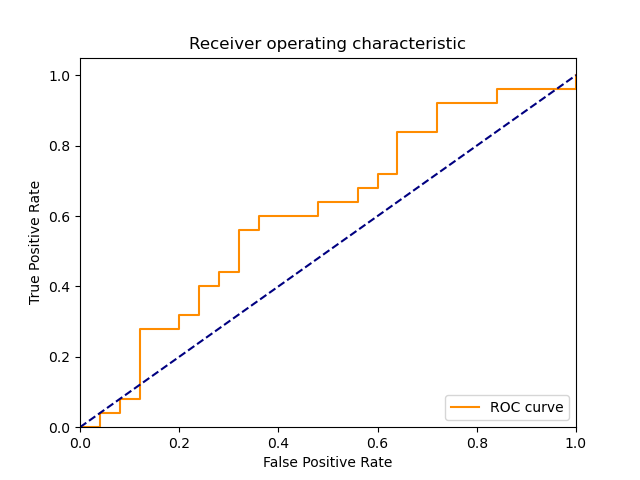 Receiver operating characteristic
1.0
0.8
0.6
0.4
0.2
0.0
True Positive Rate
0.0 0.2 0.4 0.6 0.8 1.0
False Positive Rate
ROC curve